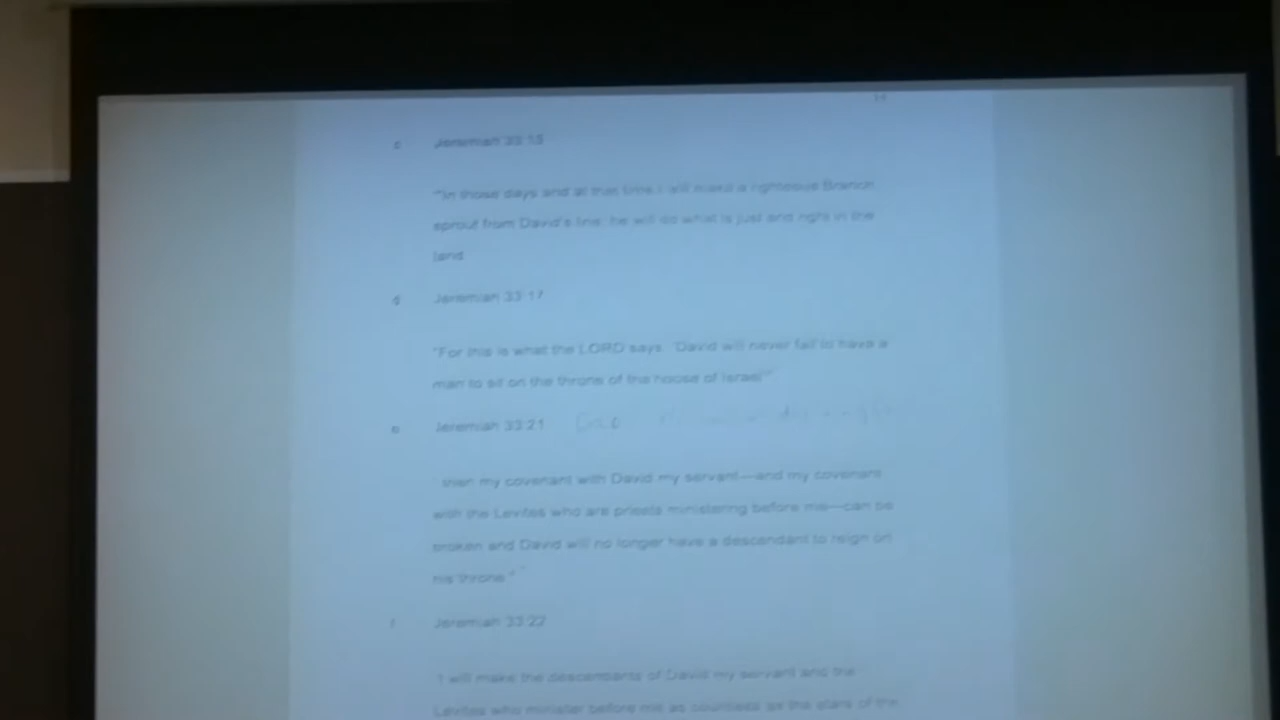 c Jeremiah 33:15
"'In those days and at that time I will make a righteous Branch
sprout from David's line; he will do what is just and right in the
land.
d Jeremiah 33:17
"For this is what the LORD says: 'David will never fail to have a
man to sit on the throne of the house of Israel'"
e Jeremiah 33:21
then my covenant with David my servant—and my covenant
with the Levites who are priests ministering before me—can be
broken and David will no longer have a descendant to reign on
his throne."
f Jeremiah 33:22
'I will make the descendants of David my servant and the
Levites who minister before me as countless as the stars of the